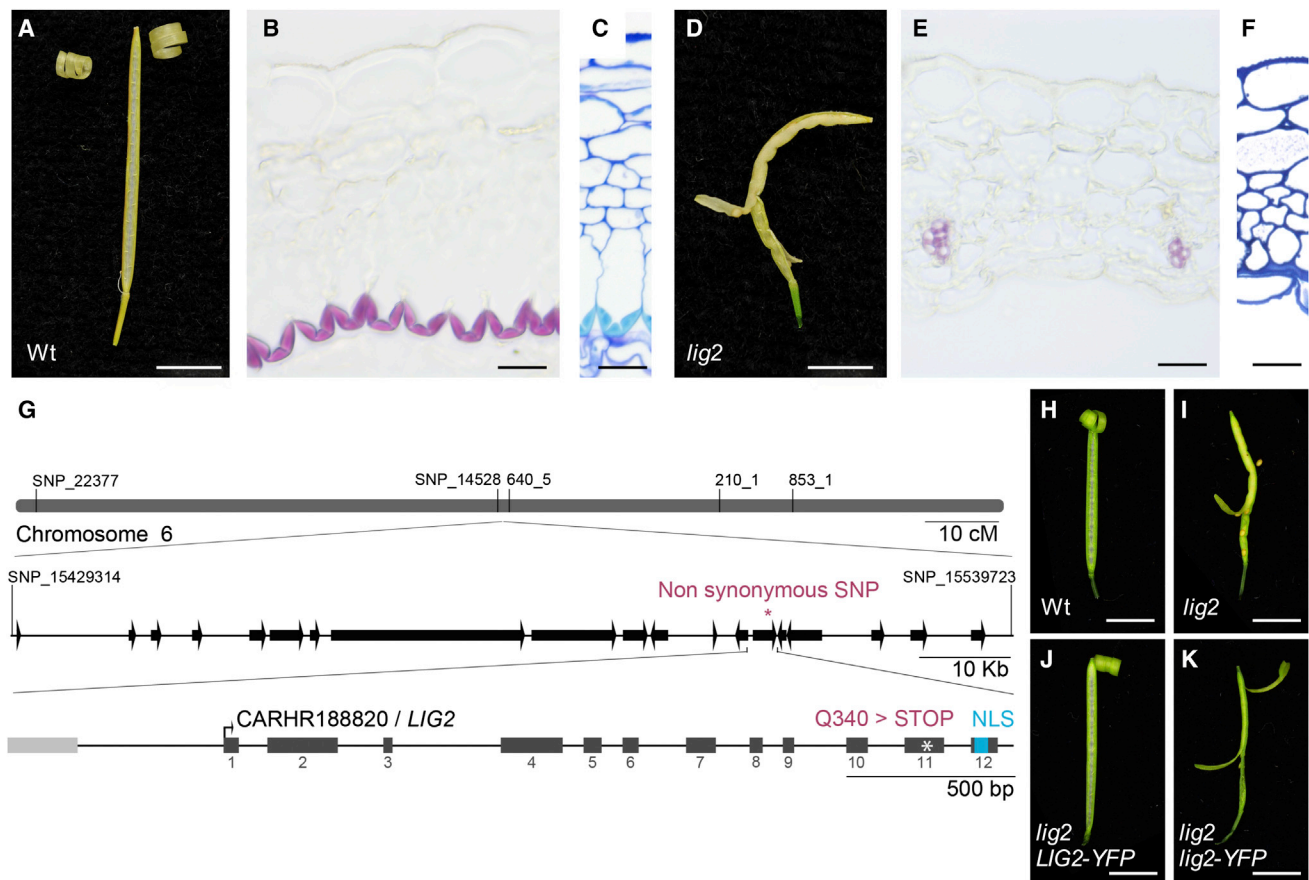 A
Wt
B
C
D
lig2
E
F
G
SNP_22377
SNP_14528
640_5
210_1
853_1
Chromosome 6
10 cM
SNP_15429314
SNP_15539723
Non synonymous SNP
*
10 Kb
CARHR188820 / LIG2
Q340 > STOP
NLS
*
1
2
3
4
5
6
7
8
9
10
11
12
500 bp
H
Wt
I
lig2
J
lig2
LIG2-YFP
K
lig2
lig2-YFP